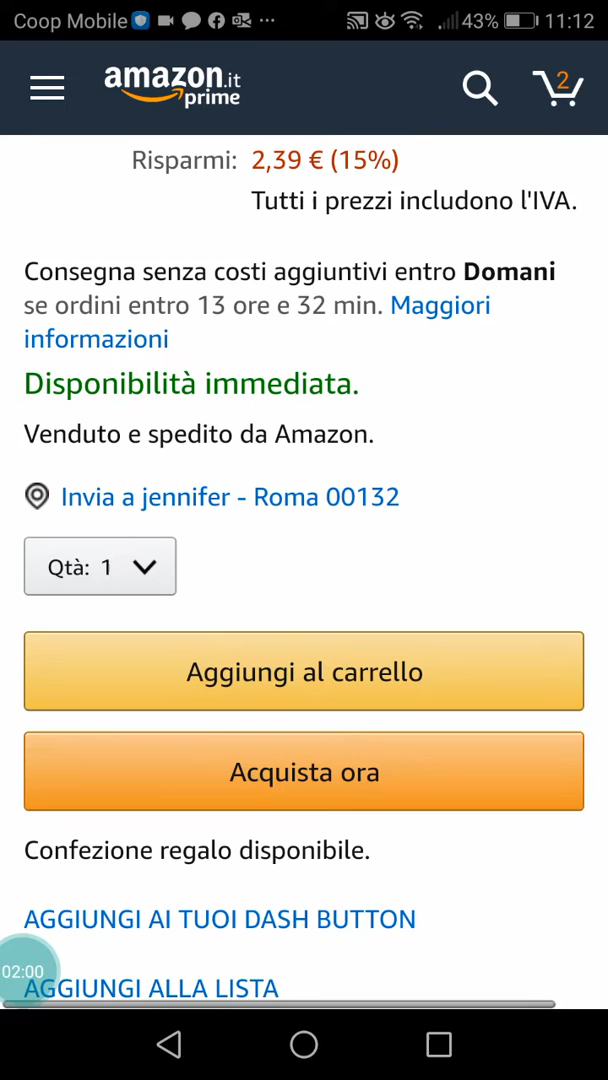 Coop Mobile ... 43% 11:12
amazon.it
prime
2
Risparmi: 2,39 € (15%)
Tutti i prezzi includono l'IVA.
Consegna senza costi aggiuntivi entro Domani
se ordini entro 13 ore e 32 min. Maggiori
informazioni
Disponibilità immediata.
Venduto e spedito da Amazon.
Invia a jennifer - Roma 00132
Qtà: 1
Aggiungi al carrello
Acquista ora
Confezione regalo disponibile.
AGGIUNGI AI TUOI DASH BUTTON
02:00
AGGIUNGI ALLA LISTA